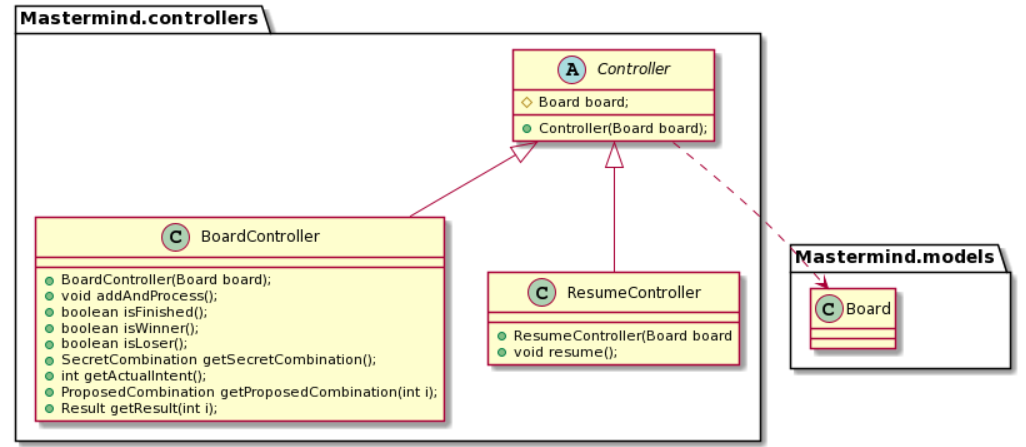 Mastermind.controllers
A Controller
Board board;
Controller(Board board);
C BoardController
BoardController(Board board);
void addAndProcess();
boolean isFinished();
boolean isWinner();
boolean isLoser();
SecretCombination getSecretCombination();
int getActualIntent();
ProposedCombination getProposedCombination(int i);
Result getResult(int i);
C ResumeController
ResumeController(Board board
void resume();
Mastermind.models
C Board